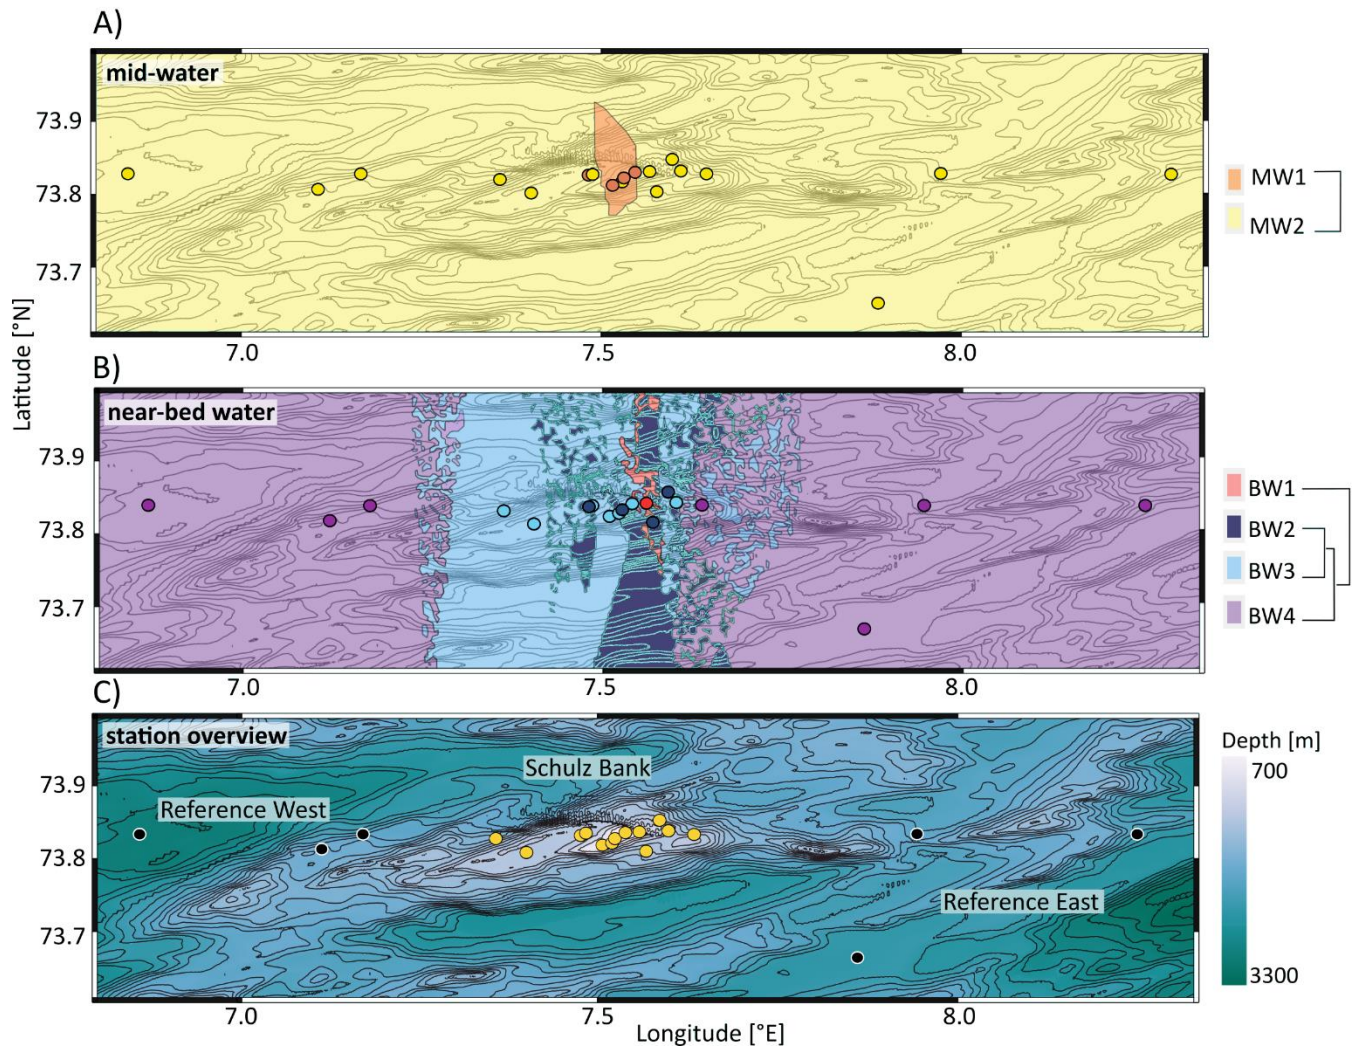 A)
mid-water
73.9
73.8
73.7
7.0
7.5
8.0
MW1
MW2
Latitude [°N]
B)
near-bed water
73.9
73.8
73.7
7.0
7.5
8.0
BW1
BW2
BW3
BW4
C)
station overview
Schulz Bank
Reference West
Reference East
73.9
73.8
73.7
7.0
7.5
8.0
Longitude [°E]
Depth [m]
700
3300